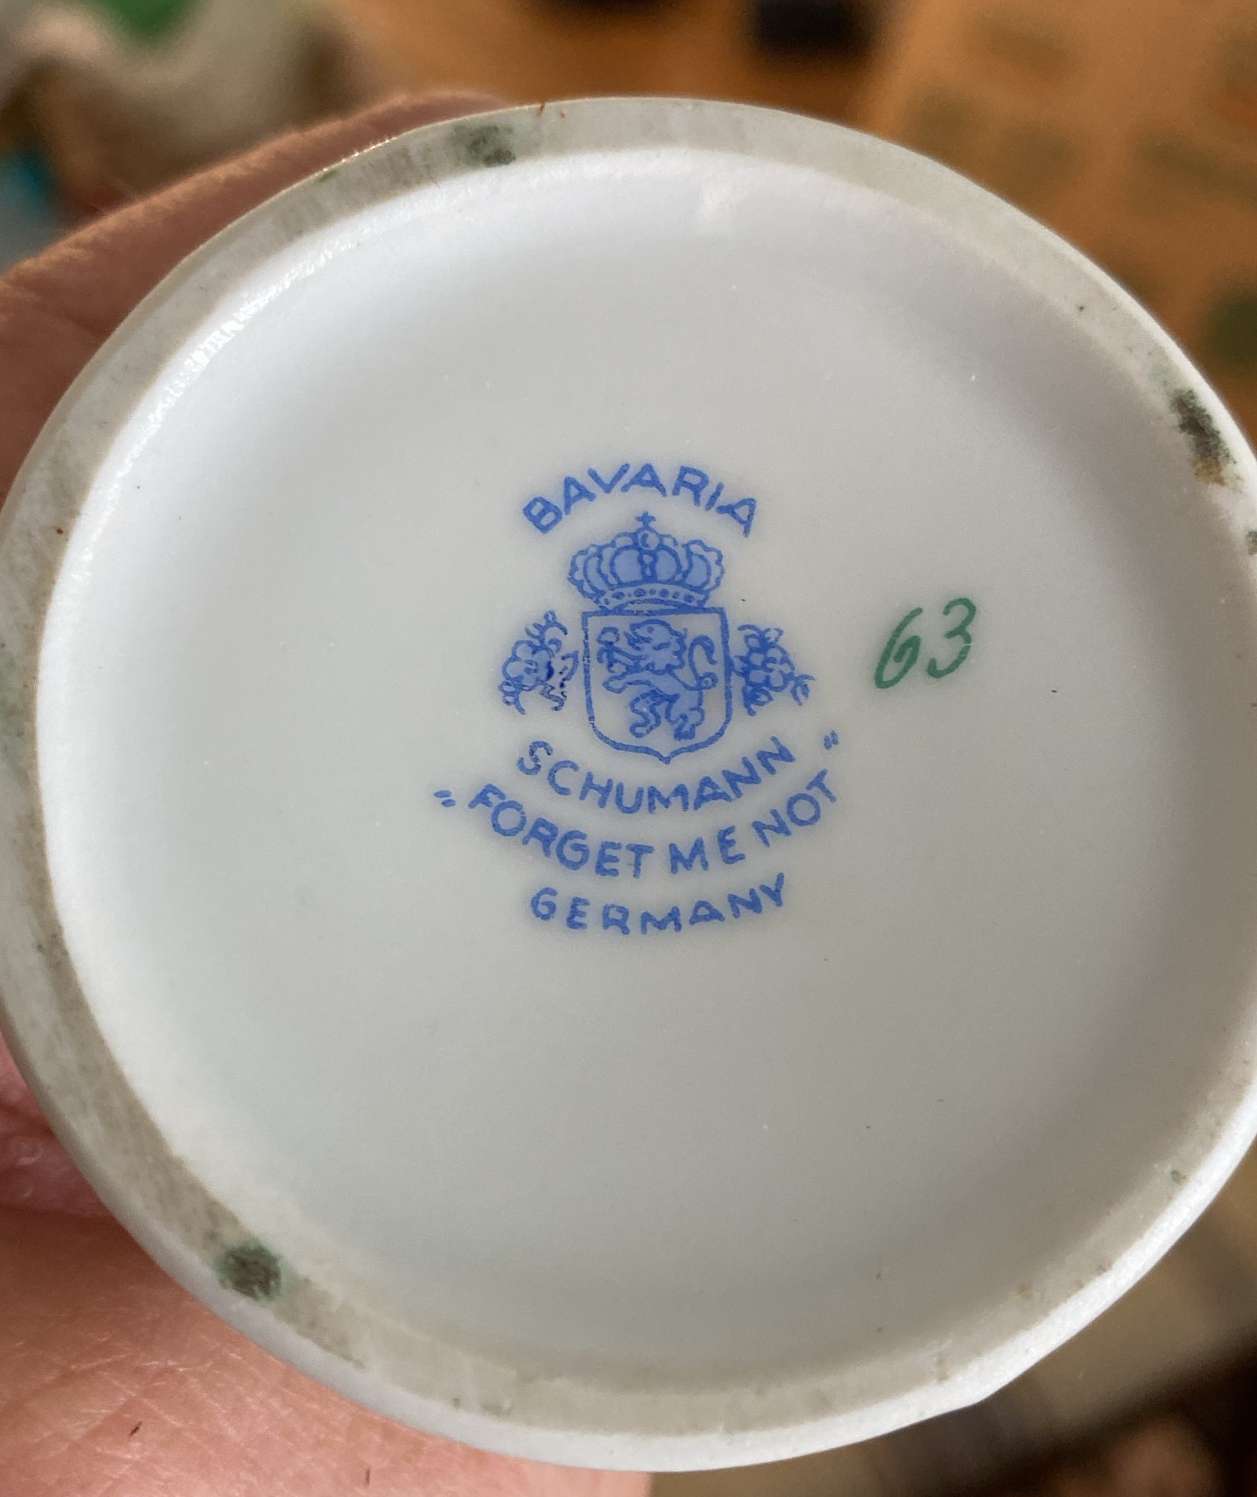 BAVARIA
63
SCHUMANN
"FORGET ME NOT"
GERMANY